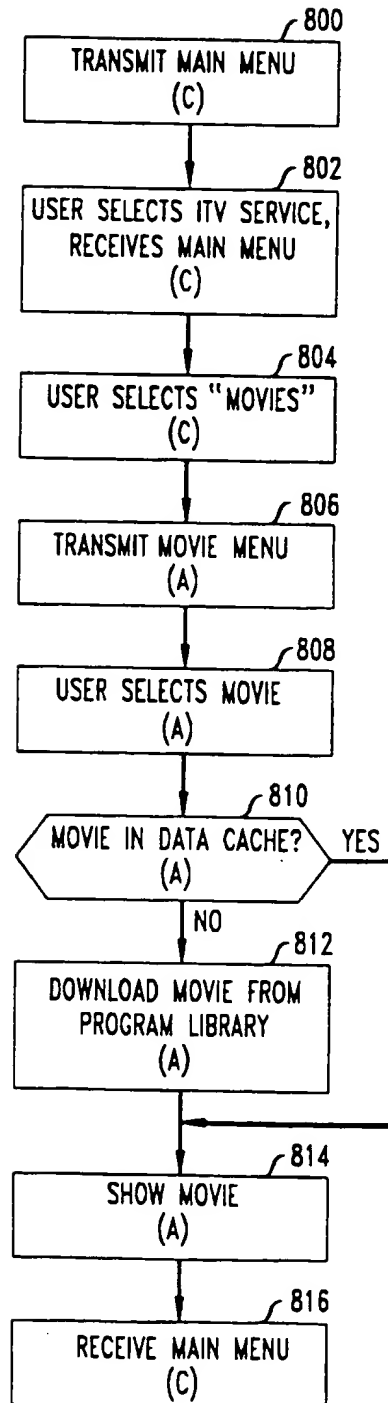 800
TRANSMIT MAIN MENU
(C)
802
USER SELECTS ITV SERVICE,
RECEIVES MAIN MENU
(C)
804
USER SELECTS "MOVIES"
(C)
806
TRANSMIT MOVIE MENU
(A)
808
USER SELECTS MOVIE
(A)
810
MOVIE IN DATA CACHE?
(A)
YES
NO
812
DOWNLOAD MOVIE FROM
PROGRAM LIBRARY
(A)
814
SHOW MOVIE
(A)
816
RECEIVE MAIN MENU
(C)